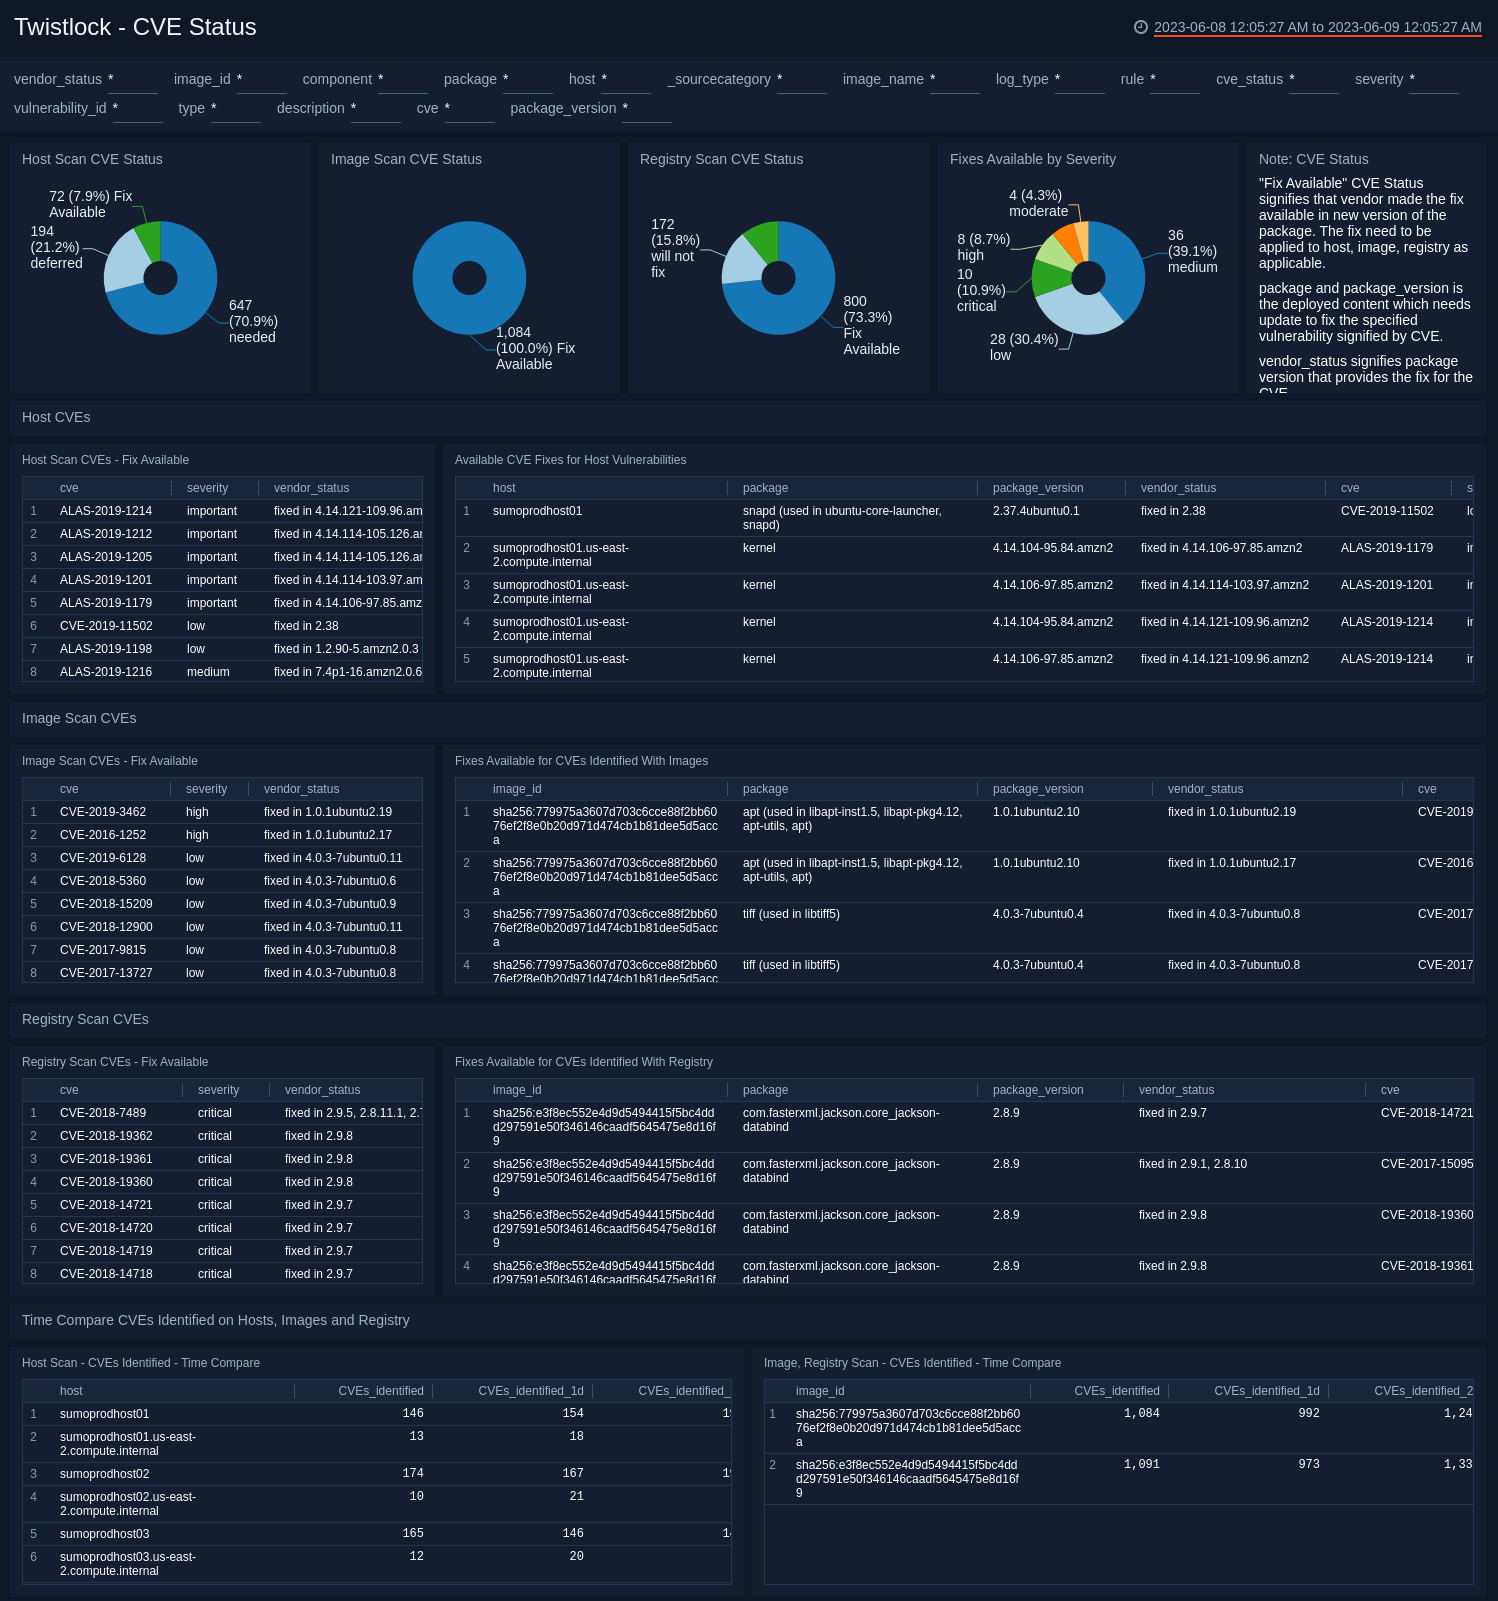 Twistlock - CVE Status
2023-06-08 12:05:27 AM to 2023-06-09 12:05:27 AM
vendor_status * image_id * component * package * host * _sourcecategory * image_name * log_type * rule * cve_status * severity *
vulnerability_id * type * description * cve * package_version *
Host Scan CVE Status
72 (7.9%) Fix
Available
194
(21.2%)
deferred
647
(70.9%)
needed
Image Scan CVE Status
1,084
(100.0%) Fix
Available
Registry Scan CVE Status
172
(15.8%)
will not
fix
800
(73.3%)
Fix
Available
Fixes Available by Severity
4 (4.3%)
moderate
8 (8.7%)
high
10
(10.9%)
critical
28 (30.4%)
low
36
(39.1%)
medium
Note: CVE Status
"Fix Available" CVE Status
signifies that vendor made the fix
available in new version of the
package. The fix need to be
applied to host, image, registry as
applicable.
package and package_version is
the deployed content which needs
update to fix the specified
vulnerability signified by CVE.
vendor_status signifies package
version that provides the fix for the
CVE
Host CVEs
Host Scan CVEs - Fix Available
cve severity vendor_status
1 ALAS-2019-1214 important fixed in 4.14.121-109.96.am
2 ALAS-2019-1212 important fixed in 4.14.114-105.126.a
3 ALAS-2019-1205 important fixed in 4.14.114-105.126.a
4 ALAS-2019-1201 important fixed in 4.14.114-103.97.am
5 ALAS-2019-1179 important fixed in 4.14.106-97.85.amz
6 CVE-2019-11502 low fixed in 2.38
7 ALAS-2019-1198 low fixed in 1.2.90-5.amzn2.0.3
8 ALAS-2019-1216 medium fixed in 7.4p1-16.amzn2.0.6
Available CVE Fixes for Host Vulnerabilities
host package package_version vendor_status cve s
1 sumoprodhost01 snapd (used in ubuntu-core-launcher, 2.37.4ubuntu0.1 fixed in 2.38 CVE-2019-11502 lo
snapd)
2 sumoprodhost01.us-east- kernel 4.14.104-95.84.amzn2 fixed in 4.14.106-97.85.amzn2 ALAS-2019-1179 i
2.compute.internal
3 sumoprodhost01.us-east- kernel 4.14.106-97.85.amzn2 fixed in 4.14.114-103.97.amzn2 ALAS-2019-1201 i
2.compute.internal
4 sumoprodhost01.us-east- kernel 4.14.104-95.84.amzn2 fixed in 4.14.121-109.96.amzn2 ALAS-2019-1214 i
2.compute.internal
5 sumoprodhost01.us-east- kernel 4.14.106-97.85.amzn2 fixed in 4.14.121-109.96.amzn2 ALAS-2019-1214 i
2.compute.internal
Image Scan CVEs
Image Scan CVEs - Fix Available
cve severity vendor_status
1 CVE-2019-3462 high fixed in 1.0.1ubuntu2.19
2 CVE-2016-1252 high fixed in 1.0.1ubuntu2.17
3 CVE-2019-6128 low fixed in 4.0.3-7ubuntu0.11
4 CVE-2018-5360 low fixed in 4.0.3-7ubuntu0.6
5 CVE-2018-15209 low fixed in 4.0.3-7ubuntu0.9
6 CVE-2018-12900 low fixed in 4.0.3-7ubuntu0.11
7 CVE-2017-9815 low fixed in 4.0.3-7ubuntu0.8
8 CVE-2017-13727 low fixed in 4.0.3-7ubuntu0.8
Fixes Available for CVEs Identified With Images
image_id package package_version vendor_status cve
1 sha256:779975a3607d703c6cce88f2bb60 apt (used in libapt-inst1.5, libapt-pkg4.12, 1.0.1ubuntu2.10 fixed in 1.0.1ubuntu2.19 CVE-2019
76ef2f8e0b20d971d474cb1b81dee5d5acc apt-utils, apt)
a
2 sha256:779975a3607d703c6cce88f2bb60 apt (used in libapt-inst1.5, libapt-pkg4.12, 1.0.1ubuntu2.10 fixed in 1.0.1ubuntu2.17 CVE-2016
76ef2f8e0b20d971d474cb1b81dee5d5acc apt-utils, apt)
a
3 sha256:779975a3607d703c6cce88f2bb60 tiff (used in libtiff5) 4.0.3-7ubuntu0.4 fixed in 4.0.3-7ubuntu0.8 CVE-2017
76ef2f8e0b20d971d474cb1b81dee5d5acc
a
4 sha256:779975a3607d703c6cce88f2bb60 tiff (used in libtiff5) 4.0.3-7ubuntu0.4 fixed in 4.0.3-7ubuntu0.8 CVE-2017
76ef2f8e0b20d971d474cb1b81dee5d5acc
Registry Scan CVEs
Registry Scan CVEs - Fix Available
cve severity vendor_status
1 CVE-2018-7489 critical fixed in 2.9.5, 2.8.11.1, 2.7
2 CVE-2018-19362 critical fixed in 2.9.8
3 CVE-2018-19361 critical fixed in 2.9.8
4 CVE-2018-19360 critical fixed in 2.9.8
5 CVE-2018-14721 critical fixed in 2.9.7
6 CVE-2018-14720 critical fixed in 2.9.7
7 CVE-2018-14719 critical fixed in 2.9.7
8 CVE-2018-14718 critical fixed in 2.9.7
Fixes Available for CVEs Identified With Registry
image_id package package_version vendor_status cve
1 sha256:e3f8ec552e4d9d5494415f5bc4dd com.fasterxml.jackson.core_jackson- 2.8.9 fixed in 2.9.7 CVE-2018-14721
d297591e50f346146caadf5645475e8d16f databind
9
2 sha256:e3f8ec552e4d9d5494415f5bc4dd com.fasterxml.jackson.core_jackson- 2.8.9 fixed in 2.9.1, 2.8.10 CVE-2017-15095
d297591e50f346146caadf5645475e8d16f databind
9
3 sha256:e3f8ec552e4d9d5494415f5bc4dd com.fasterxml.jackson.core_jackson- 2.8.9 fixed in 2.9.8 CVE-2018-19360
d297591e50f346146caadf5645475e8d16f databind
9
4 sha256:e3f8ec552e4d9d5494415f5bc4dd com.fasterxml.jackson.core_jackson- 2.8.9 fixed in 2.9.8 CVE-2018-19361
d297591e50f346146caadf5645475e8d16f databind
Time Compare CVEs Identified on Hosts, Images and Registry
Host Scan - CVEs Identified - Time Compare
host CVEs_identified CVEs_identified_1d CVEs_identified_
1 sumoprodhost01 146 154 19
2 sumoprodhost01.us-east- 13 18
2.compute.internal
3 sumoprodhost02 174 167 19
4 sumoprodhost02.us-east- 10 21
2.compute.internal
5 sumoprodhost03 165 146 14
6 sumoprodhost03.us-east- 12 20
2.compute.internal
Image, Registry Scan - CVEs Identified - Time Compare
image_id CVEs_identified CVEs_identified_1d CVEs_identified_2
1 sha256:779975a3607d703c6cce88f2bb60 1,084 992 1,24
76ef2f8e0b20d971d474cb1b81dee5d5acc
a
2 sha256:e3f8ec552e4d9d5494415f5bc4dd 1,091 973 1,33
d297591e50f346146caadf5645475e8d16f
9